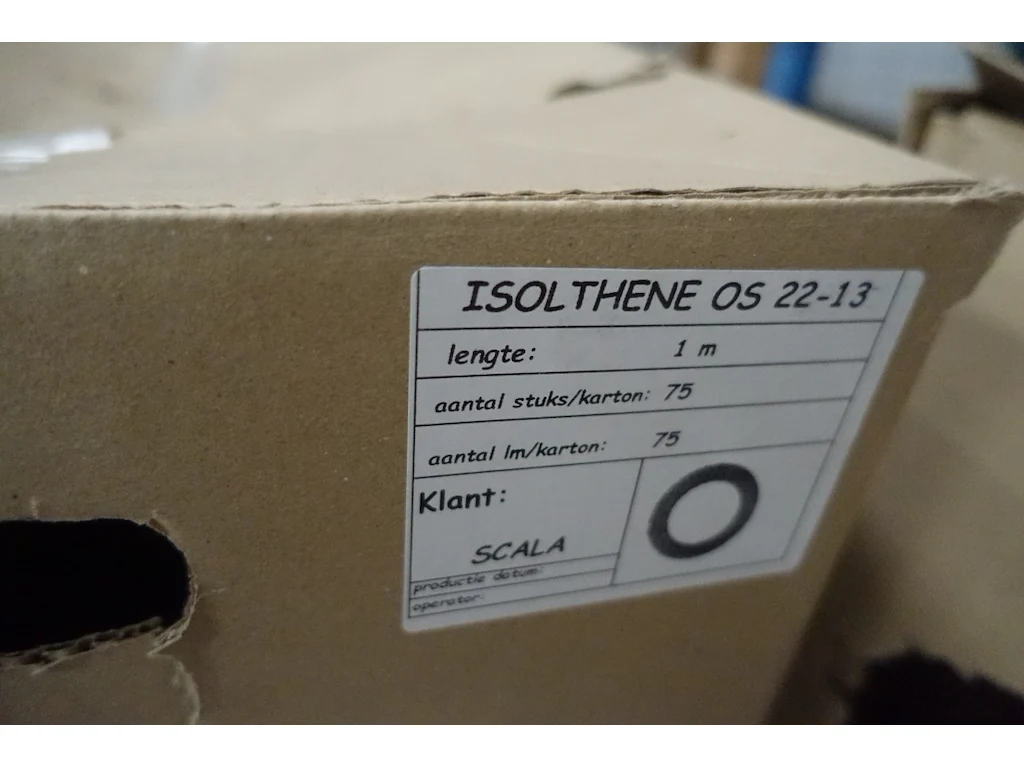 ISOLTHENE OS 22-13
lengte: 1 m
aantal stuks/karton: 75
aantal lm/karton: 75
Klant:
SCALA
productie datum:
operator: